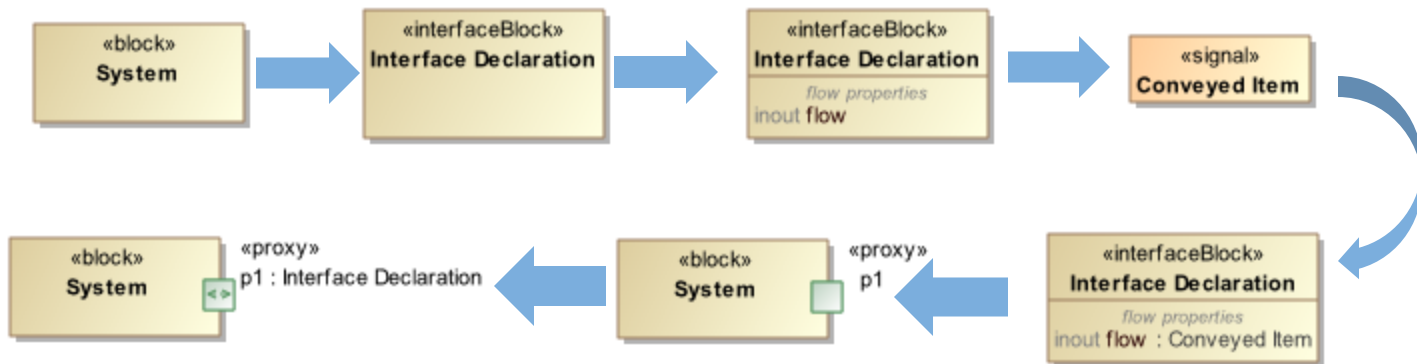 «block»
System
«interfaceBlock»
Interface Declaration
«interfaceBlock»
Interface Declaration
flow properties
inout flow
«signal»
Conveyed Item
«interfaceBlock»
Interface Declaration
flow properties
inout flow : Conveyed Item
«block»
System
«proxy»
p1
«block»
System
«proxy»
p1 : Interface Declaration